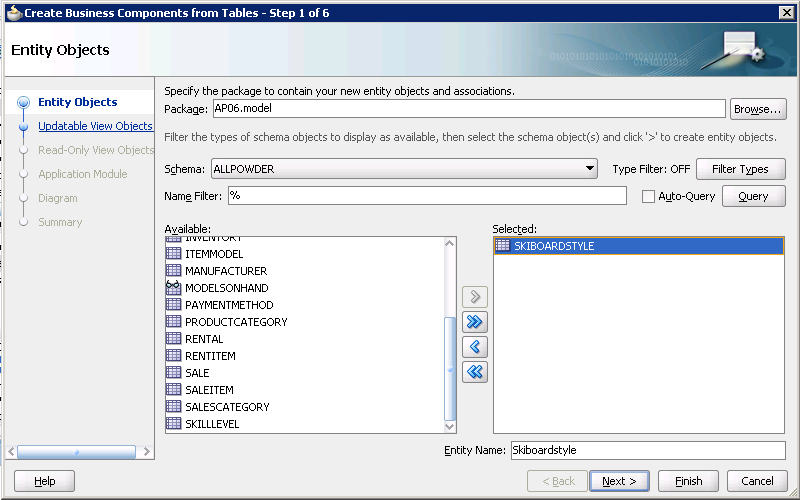 Create Business Components from Tables - Step 1 of 6
Entity Objects
Entity Objects
Updatable View Objects
Read-Only View Objects
Application Module
Diagram
Summary
Specify the package to contain your new entity objects and associations.
Package: AP06.model Browse...
Filter the types of schema objects to display as available, then select the schema object(s) and click '>' to create entity objects.
Schema: ALLPOWDER Type Filter: OFF Filter Types
Name Filter: % Auto-Query Query
Available:
INVENTORY
ITEMMODEL
MANUFACTURER
MODELSONHAND
PAYMENTMETHOD
PRODUCTCATEGORY
RENTAL
RENTITEM
SALE
SALEITEM
SALESCATEGORY
SKILLLEVEL
Selected:
SKIBOARDSTYLE
Entity Name: Skiboardstyle
Help < Back Next > Finish Cancel